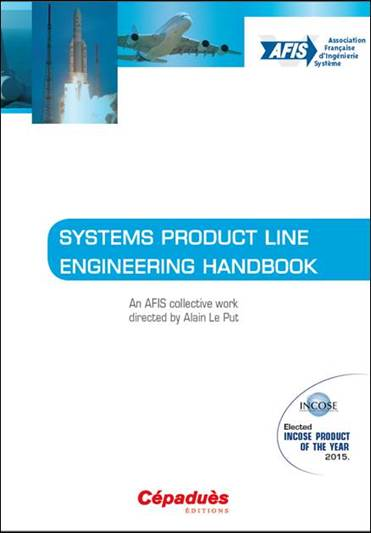 AFIS
Association
Française
d'Ingénierie
Système
SYSTEMS PRODUCT LINE
ENGINEERING HANDBOOK
An AFIS collective work
directed by Alain Le Put
INCOSE
Elected
INCOSE PRODUCT
OF THE YEAR
2015.
Cépaduès
ÉDITIONS